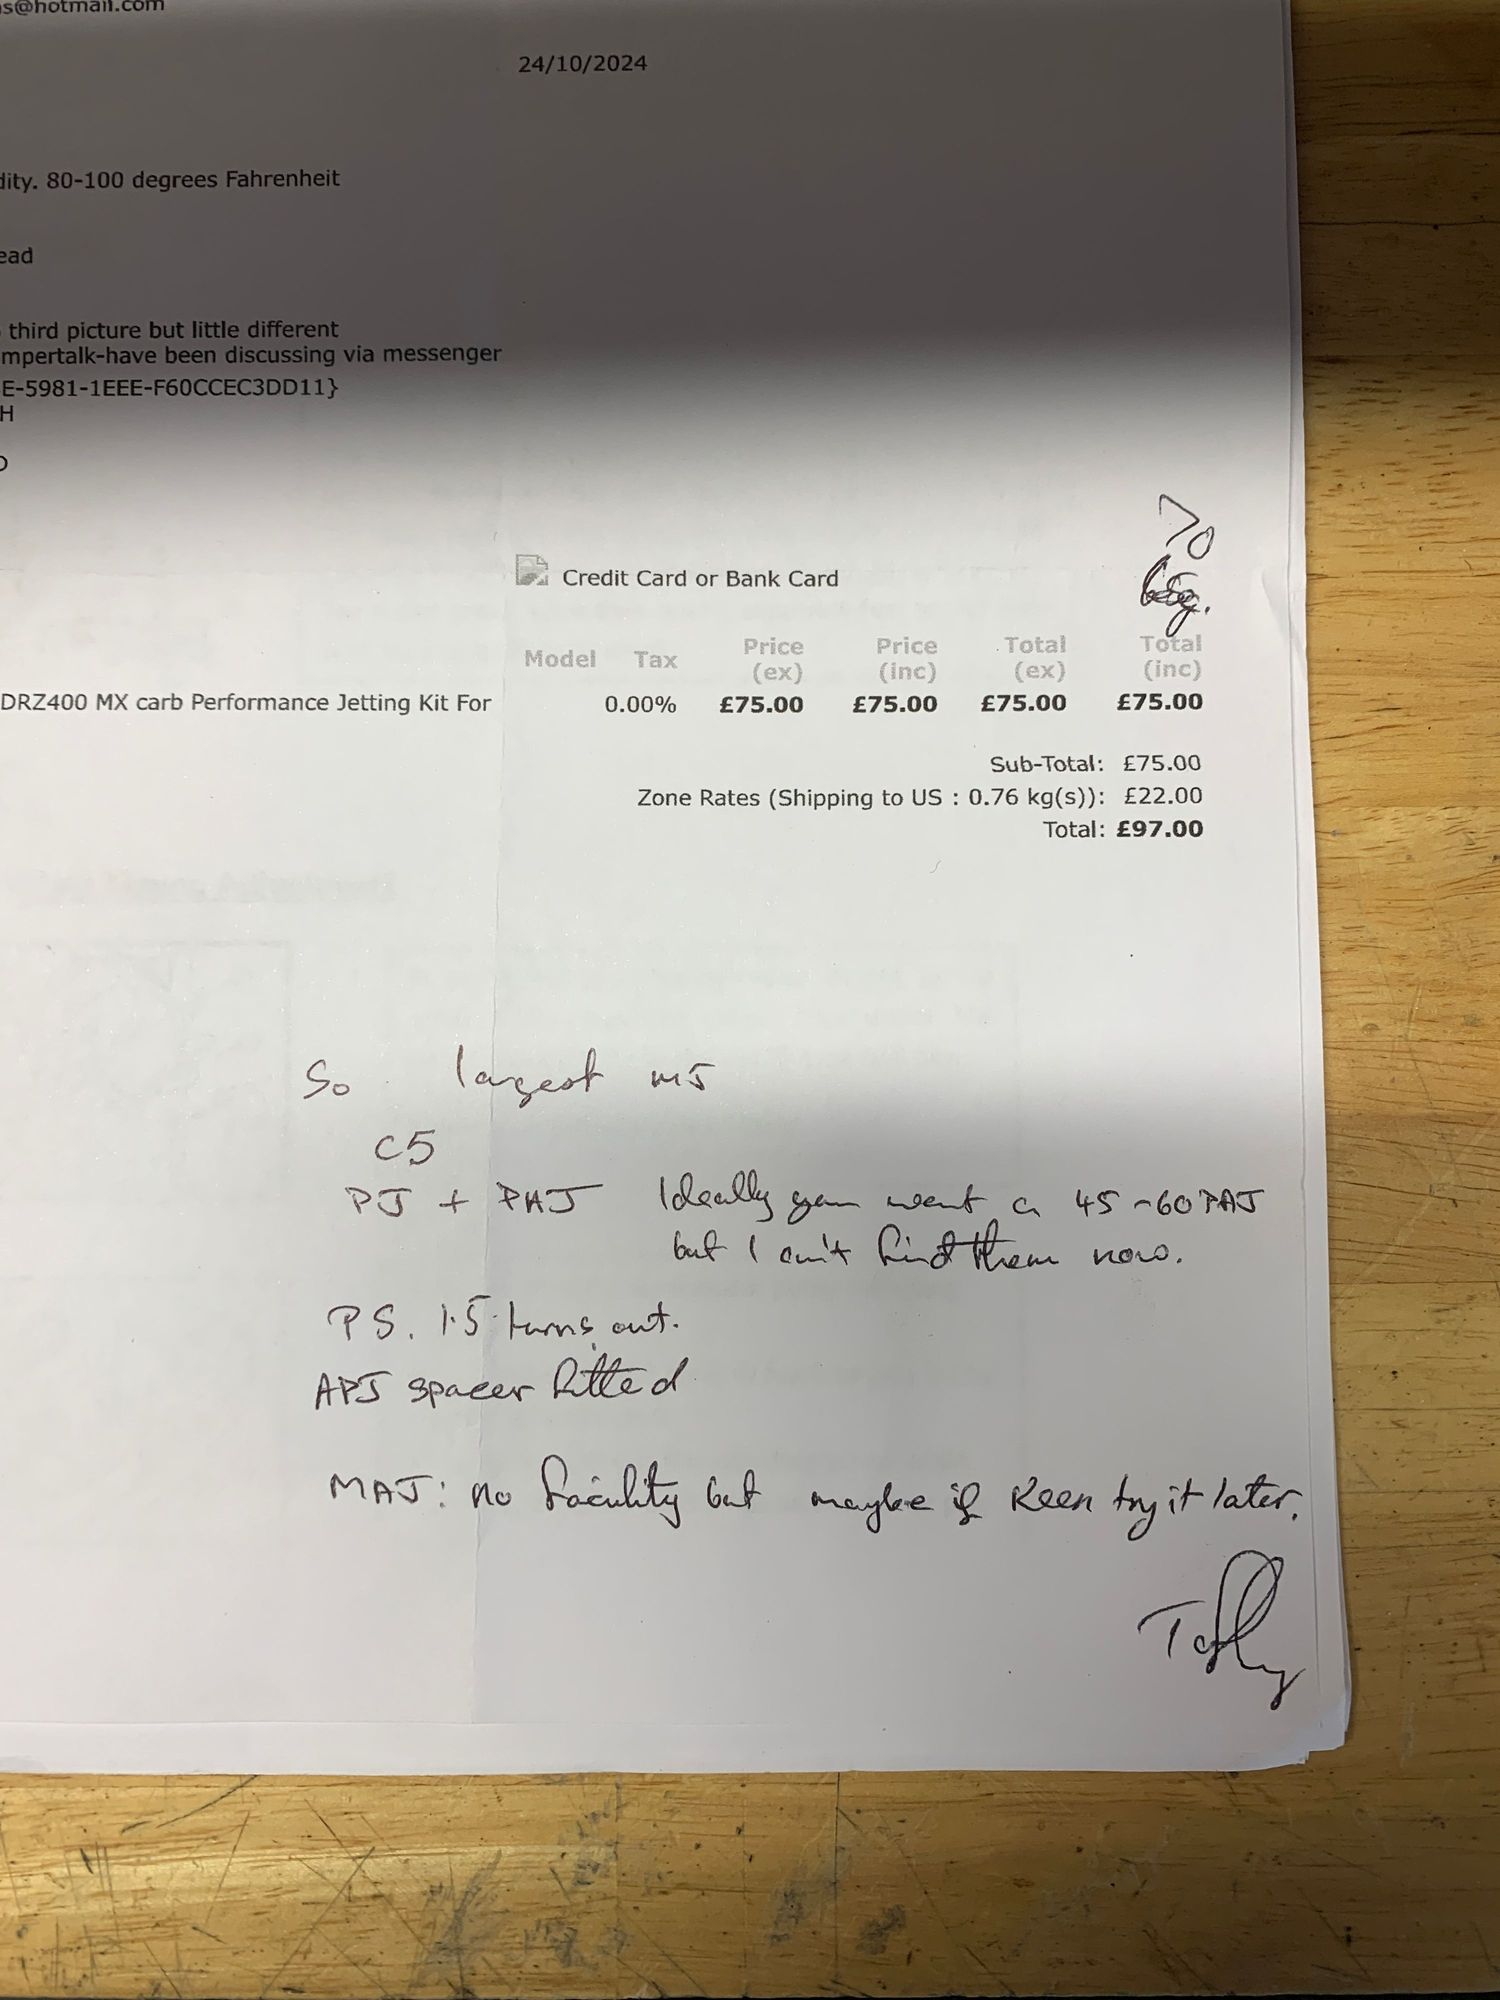 s@hotmail.com
24/10/2024
dity. 80-100 degrees Fahrenheit
ead
third picture but little different
mpertalk-have been discussing via messenger
E-5981-1EEE-F60CCEC3DD11}
H
70
Credit Card or Bank Card
Model Tax Price (ex) Price (inc) Total (ex) Total (inc)
DRZ400 MX carb Performance Jetting Kit For 0.00% £75.00 £75.00 £75.00 £75.00
Sub-Total: £75.00
Zone Rates (Shipping to US : 0.76 kg(s)): £22.00
Total: £97.00
So largest MJ
C5
PJ + PAJ Ideally you want a 45-60 PAJ
but I can't find them now.
PS. 1.5 turns out.
APJ spacer fitted
MAJ: no facility but maybe if Keen try it later.
Taffy